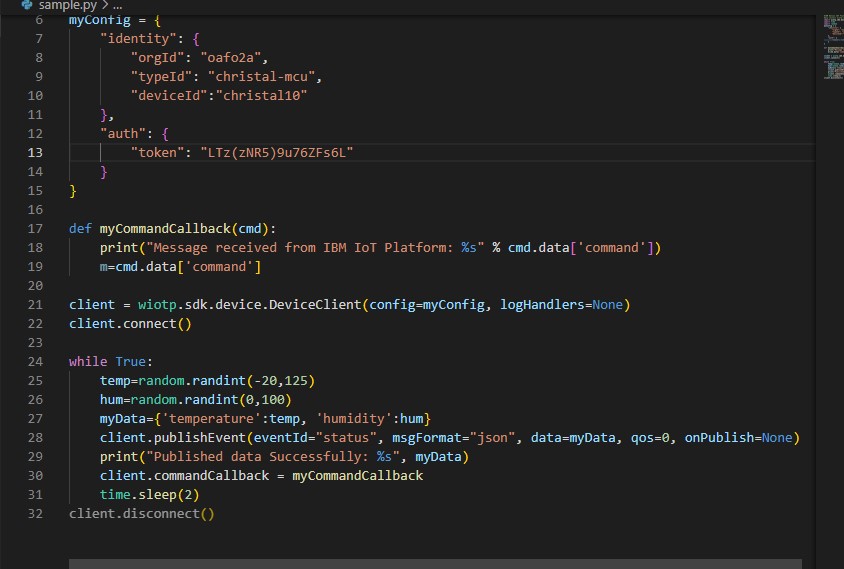 sample.py > ...
6 myConfig = {
7     "identity": {
8         "orgId": "oafo2a",
9         "typeId": "christal-mcu",
10         "deviceId":"christal10"
11     },
12     "auth": {
13         "token": "LTz(zNR5)9u76ZFs6L"
14     }
15 }
16
17 def myCommandCallback(cmd):
18     print("Message received from IBM IoT Platform: %s" % cmd.data['command'])
19     m=cmd.data['command']
20
21 client = wiotp.sdk.device.DeviceClient(config=myConfig, logHandlers=None)
22 client.connect()
23
24 while True:
25     temp=random.randint(-20,125)
26     hum=random.randint(0,100)
27     myData={'temperature':temp, 'humidity':hum}
28     client.publishEvent(eventId="status", msgFormat="json", data=myData, qos=0, onPublish=None)
29     print("Published data Successfully: %s", myData)
30     client.commandCallback = myCommandCallback
31     time.sleep(2)
32 client.disconnect()